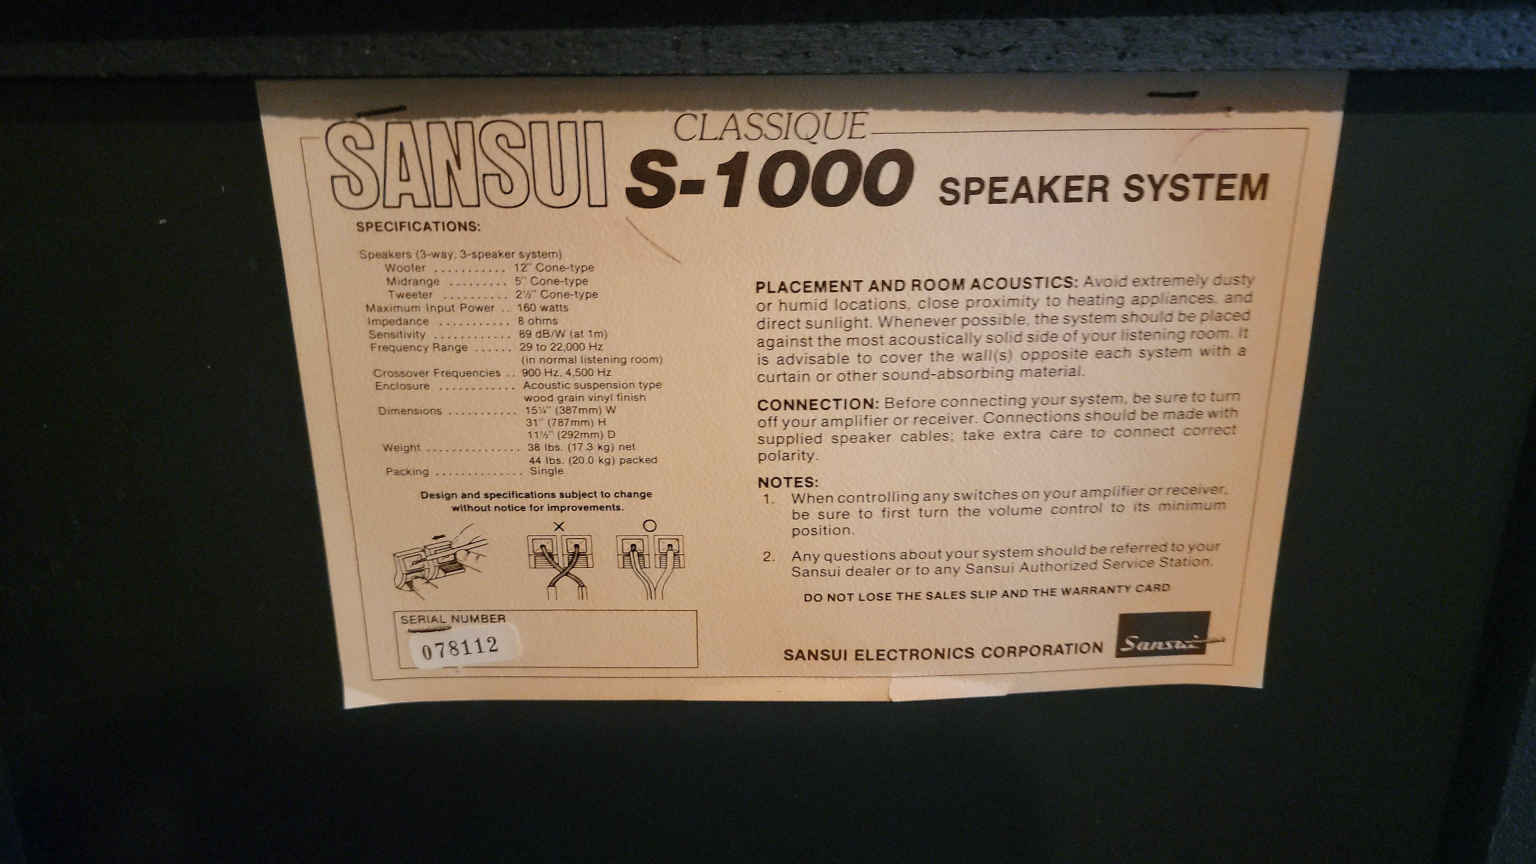 SANSUI CLASSIQUE
S-1000 SPEAKER SYSTEM
SPECIFICATIONS:
Speakers (3-way, 3-speaker system)
Woofer ........... 12" Cone-type
Midrange ......... 5" Cone-type
Tweeter .......... 2½" Cone-type
Maximum Input Power .. 160 watts
Impedance ........... 8 ohms
Sensitivity ............ 89 dB/W (at 1m)
Frequency Range ...... 29 to 22,000 Hz
(in normal listening room)
Crossover Frequencies .. 900 Hz, 4,500 Hz
Enclosure ............ Acoustic suspension type
wood grain vinyl finish
Dimensions .......... 15¼" (387mm) W
31" (787mm) H
11½" (292mm) D
Weight ............... 38 lbs. (17.3 kg) net
44 lbs. (20.0 kg) packed
Packing ............. Single
Design and specifications subject to change
without notice for improvements.
SERIAL NUMBER
078112
PLACEMENT AND ROOM ACOUSTICS: Avoid extremely dusty
or humid locations, close proximity to heating appliances, and
direct sunlight. Whenever possible, the system should be placed
against the most acoustically solid side of your listening room. It
is advisable to cover the wall(s) opposite each system with a
curtain or other sound-absorbing material.
CONNECTION: Before connecting your system, be sure to turn
off your amplifier or receiver. Connections should be made with
supplied speaker cables; take extra care to connect correct
polarity.
NOTES:
1. When controlling any switches on your amplifier or receiver,
be sure to first turn the volume control to its minimum
position.
2. Any questions about your system should be referred to your
Sansui dealer or to any Sansui Authorized Service Station.
DO NOT LOSE THE SALES SLIP AND THE WARRANTY CARD
SANSUI ELECTRONICS CORPORATION Sansui